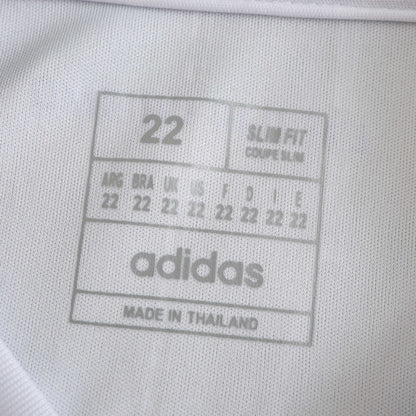 22
SLIM FIT
COUPE SLIM
ARG BRA UK US F D I E
22 22 22 22 22 22 22 22
adidas
MADE IN THAILAND